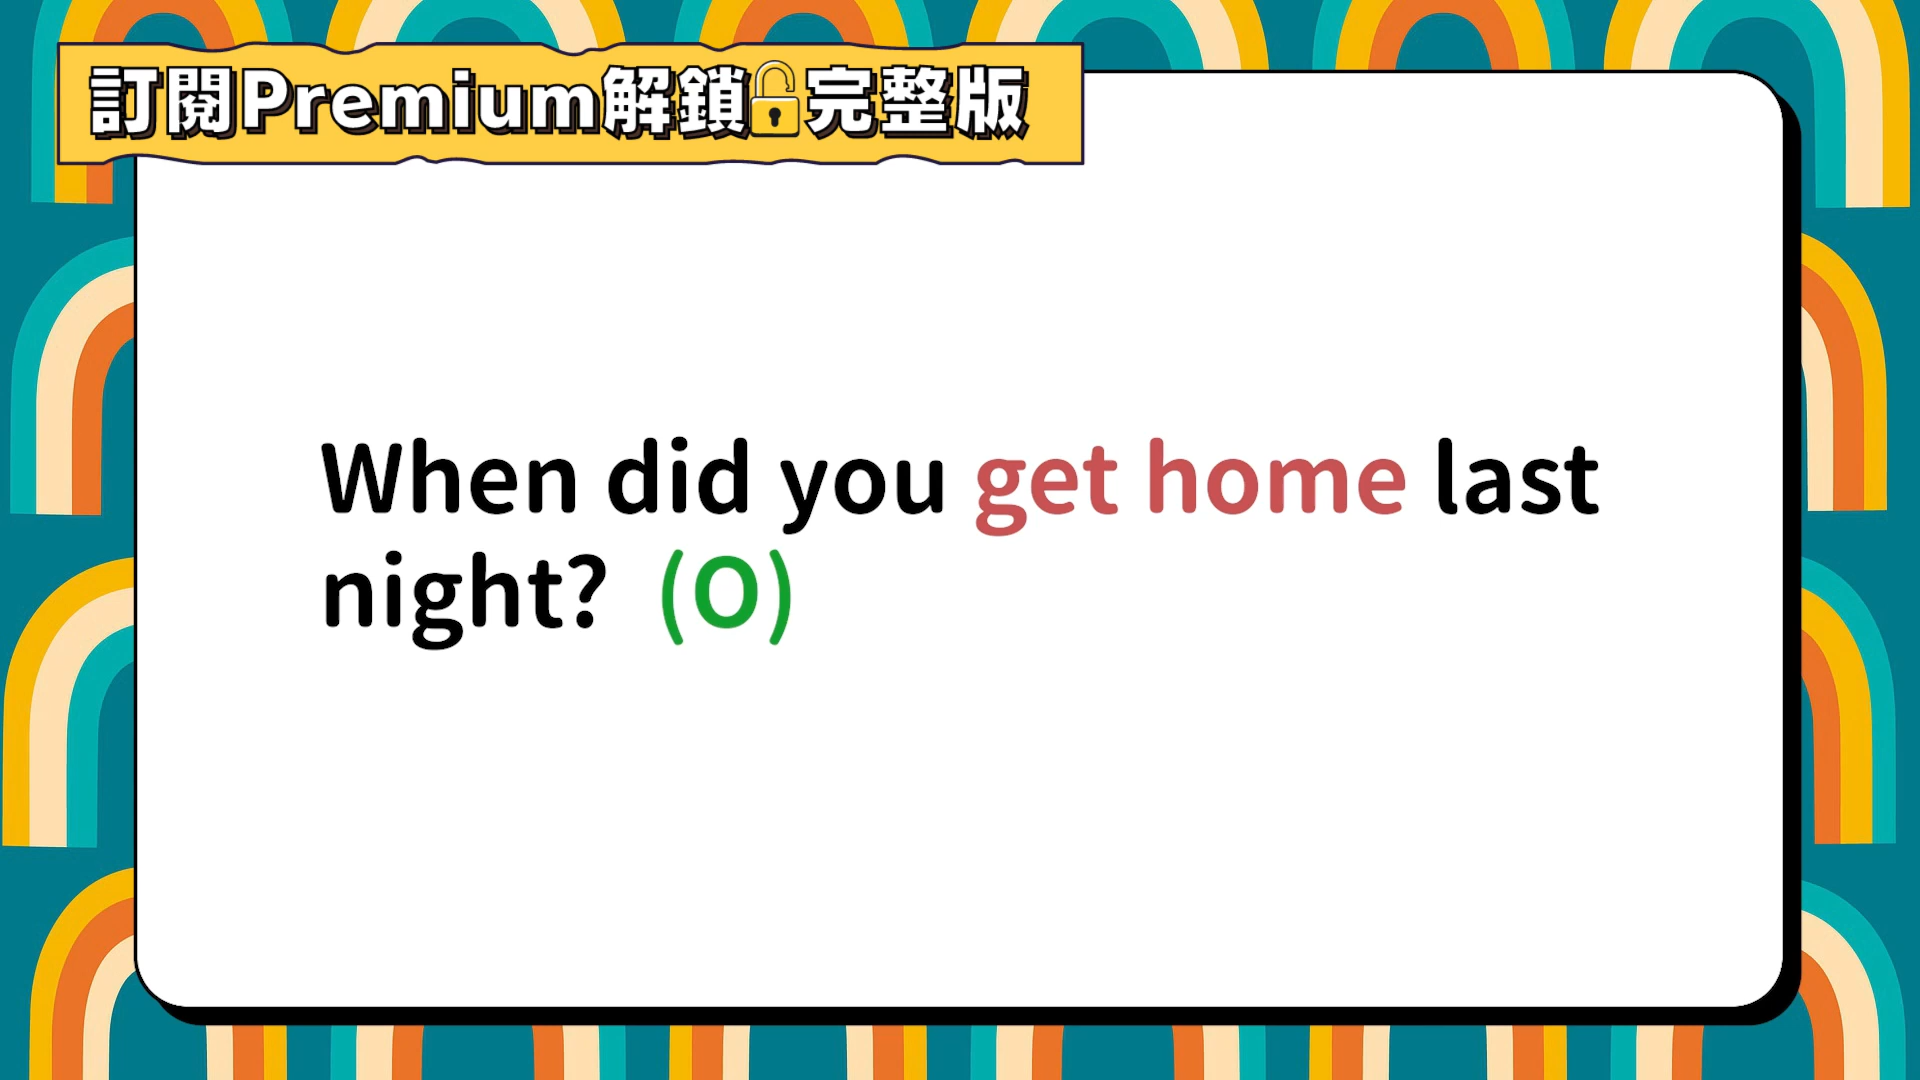 訂閱Premium解鎖🔓完整版
When did you get home last
night? (O)